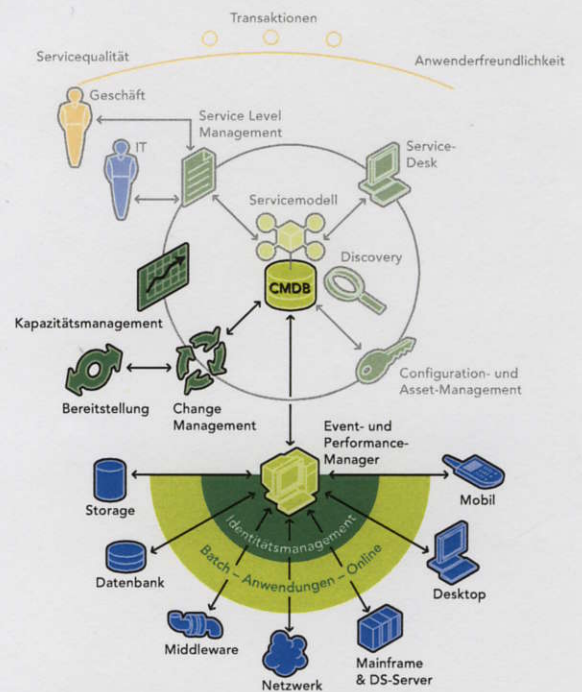 Transaktionen
Servicequalität
Anwenderfreundlichkeit
Geschäft
Service Level
Management
IT
Service-
Desk
Servicemodell
Discovery
CMDB
Kapazitätsmanagement
Configuration- und
Asset-Management
Bereitstellung
Change
Management
Event- und
Performance-
Manager
Storage
Mobil
Identitätsmanagement
Batch – Anwendungen – Online
Datenbank
Desktop
Middleware
Mainframe
& DS-Server
Netzwerk